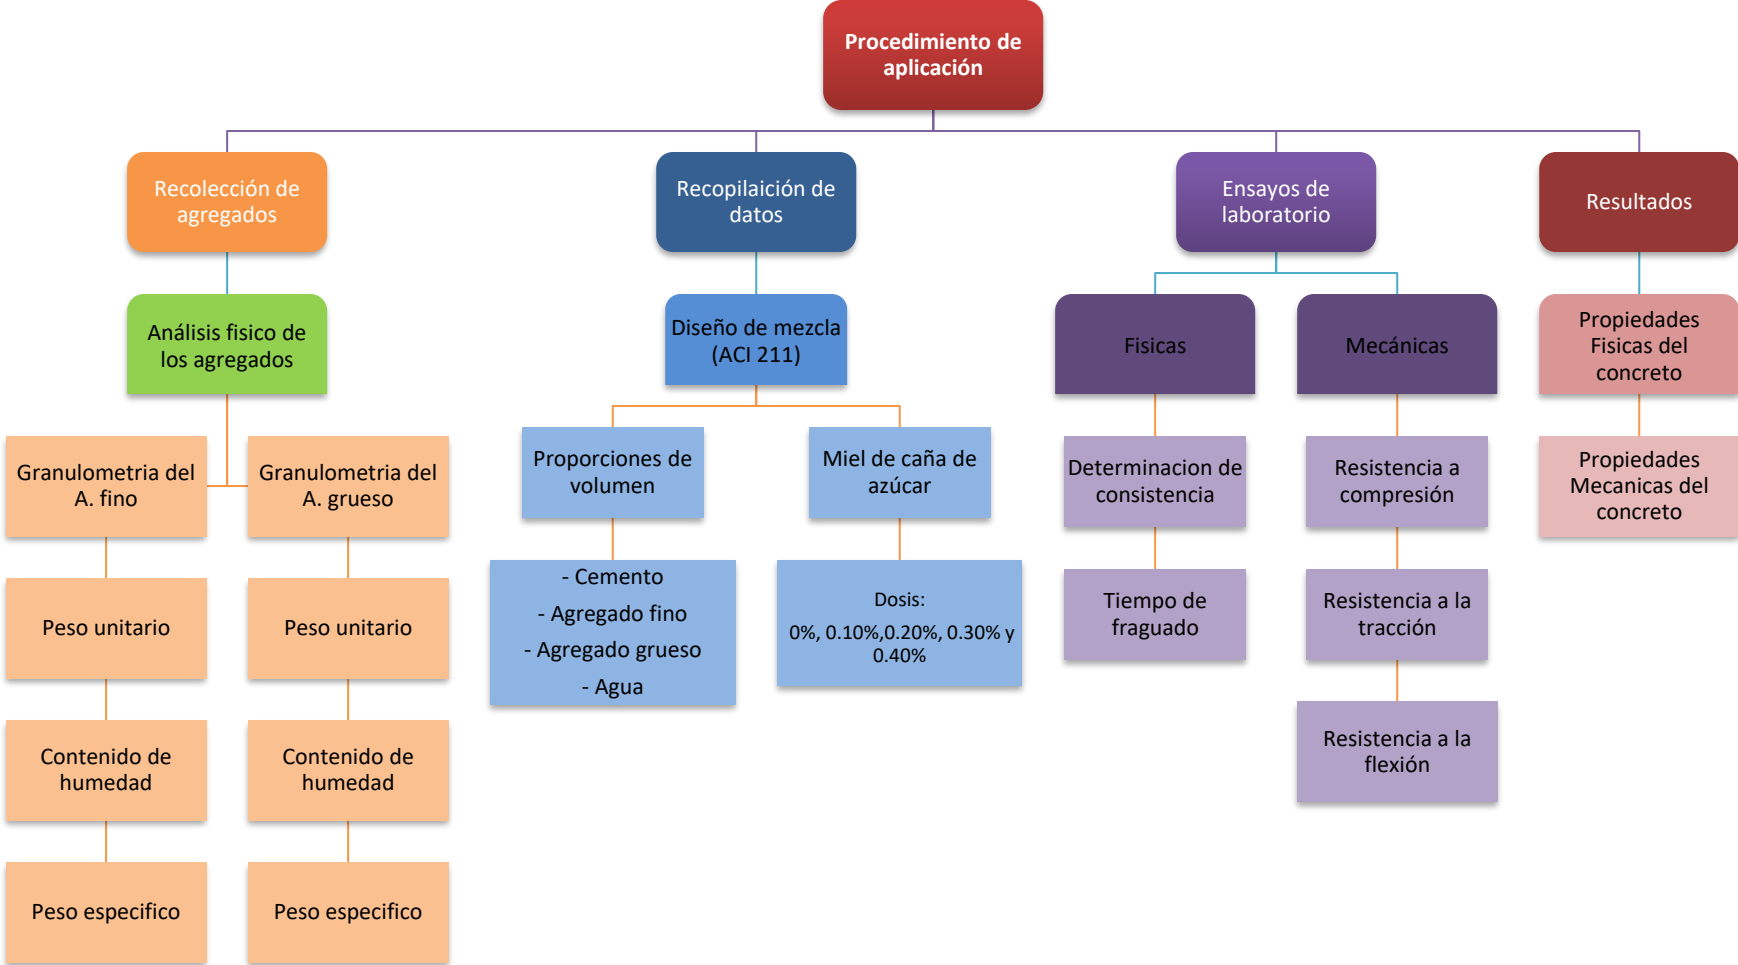 Procedimiento de
aplicación
Recolección de
agregados
Recopilaición de
datos
Ensayos de
laboratorio
Resultados
Análisis fisico de
los agregados
Diseño de mezcla
(ACI 211)
Fisicas
Mecánicas
Propiedades
Fisicas del
concreto
Granulometria del
A. fino
Granulometria del
A. grueso
Proporciones de
volumen
Miel de caña de
azúcar
Determinacion de
consistencia
Resistencia a
compresión
Propiedades
Mecanicas del
concreto
Peso unitario
Peso unitario
- Cemento
- Agregado fino
- Agregado grueso
- Agua
Dosis:
0%, 0.10%,0.20%, 0.30% y
0.40%
Tiempo de
fraguado
Resistencia a la
tracción
Contenido de
humedad
Contenido de
humedad
Resistencia a la
flexión
Peso especifico
Peso especifico